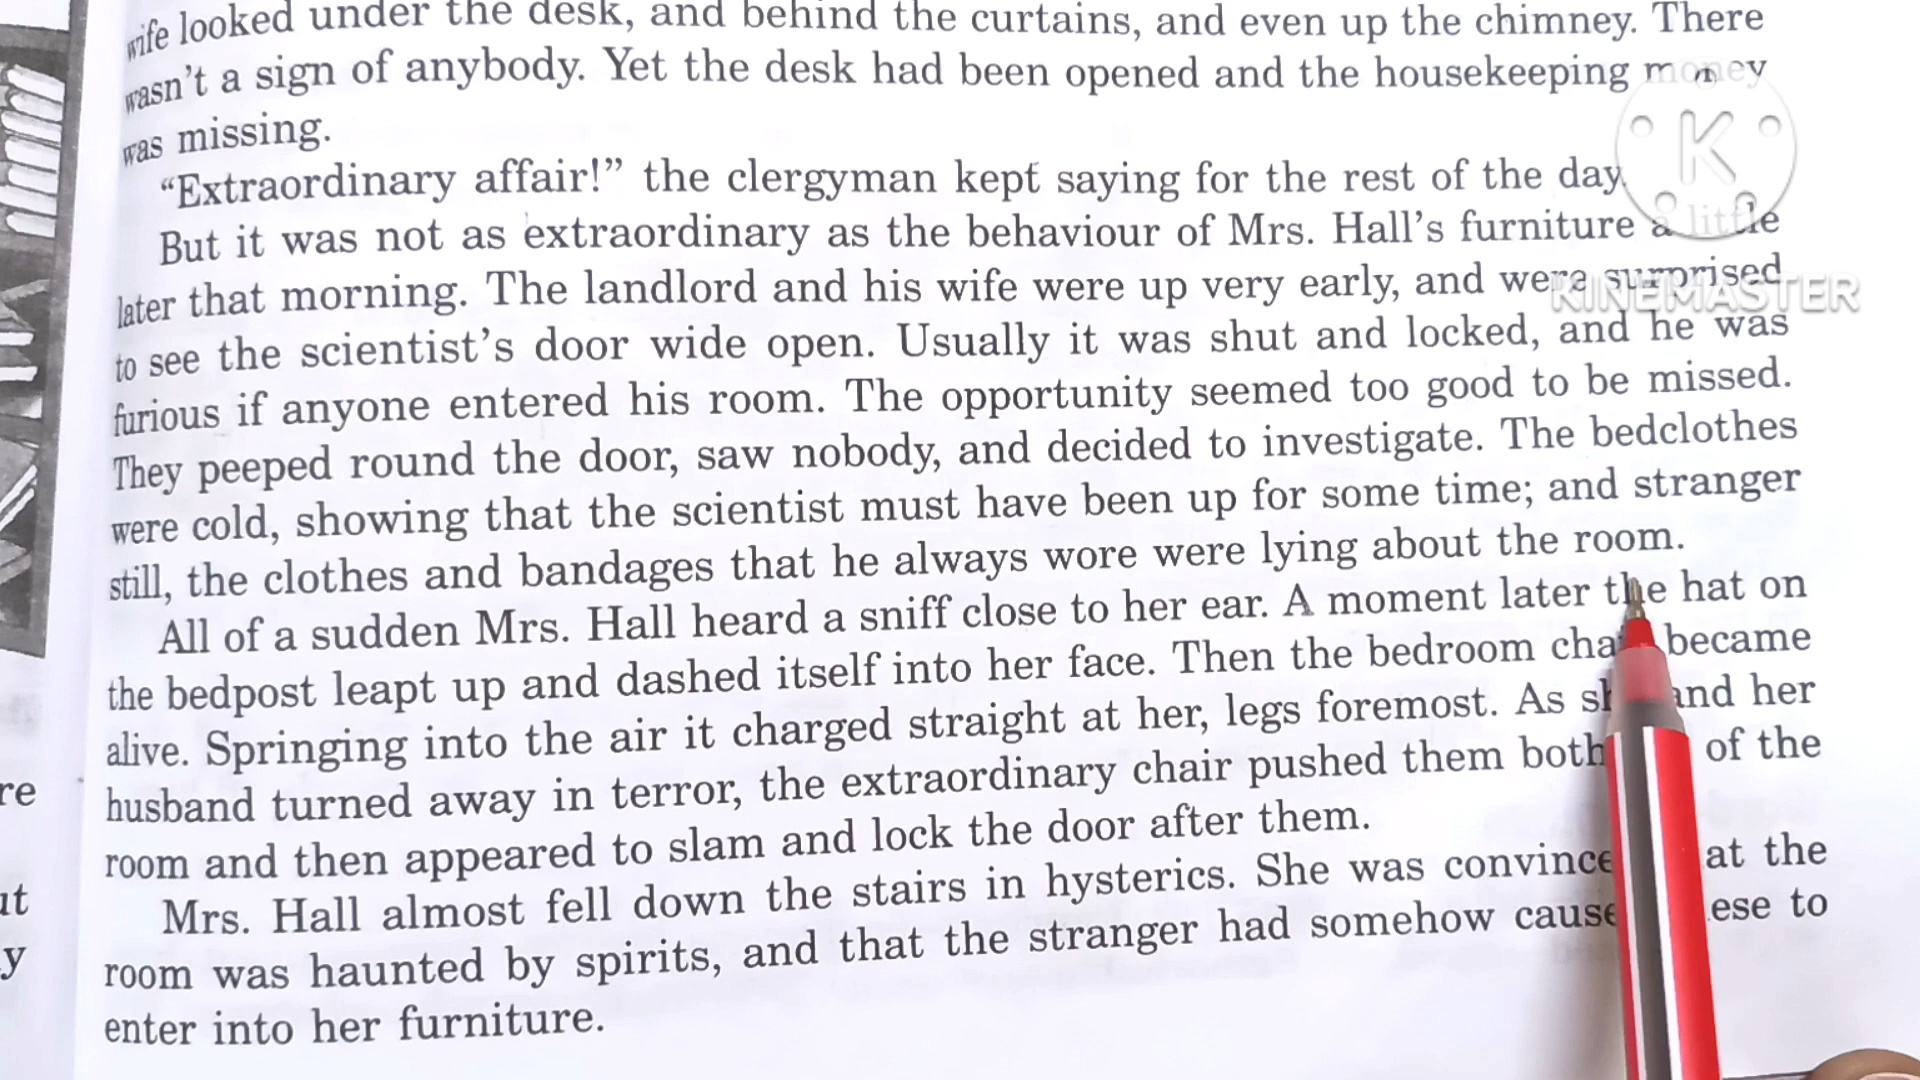 wife looked under the desk, and behind the curtains, and even up the chimney. There
wasn't a sign of anybody. Yet the desk had been opened and the housekeeping money
was missing.
“Extraordinary affair!” the clergyman kept saying for the rest of the day.
But it was not as extraordinary as the behaviour of Mrs. Hall's furniture a little
later that morning. The landlord and his wife were up very early, and were surprised
to see the scientist's door wide open. Usually it was shut and locked, and he was
furious if anyone entered his room. The opportunity seemed too good to be missed.
They peeped round the door, saw nobody, and decided to investigate. The bedclothes
were cold, showing that the scientist must have been up for some time; and stranger
still, the clothes and bandages that he always wore were lying about the room.
All of a sudden Mrs. Hall heard a sniff close to her ear. A moment later the hat on
the bedpost leapt up and dashed itself into her face. Then the bedroom became
alive. Springing into the air it charged straight at her, legs foremost. As and her
husband turned away in terror, the extraordinary chair pushed them both of the
room and then appeared to slam and lock the door after them.
Mrs. Hall almost fell down the stairs in hysterics. She was the
room was haunted by spirits, and that the stranger had somehow to
enter into her furniture.
re
y
K
KINEMASTER